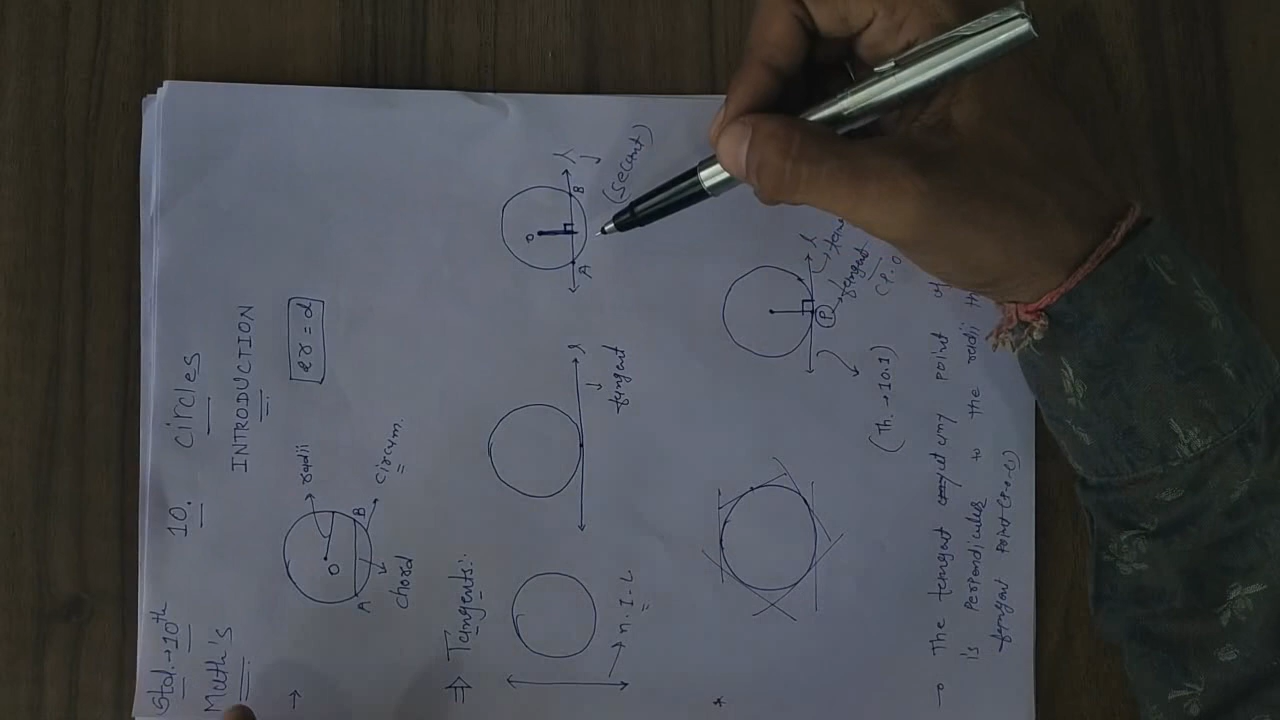 Std. → 10th 10. circles
Math's INTRODUCTION
→ O A B radii circum. chord 2r = d
⇒ Tangents:
n. I-L
l tangent
O A B l (secant)
*
P l tangent
(Th. → 10.1)
→ The tangent at any point of
is perpendicular to the radii th
tangent point (P.O.C)